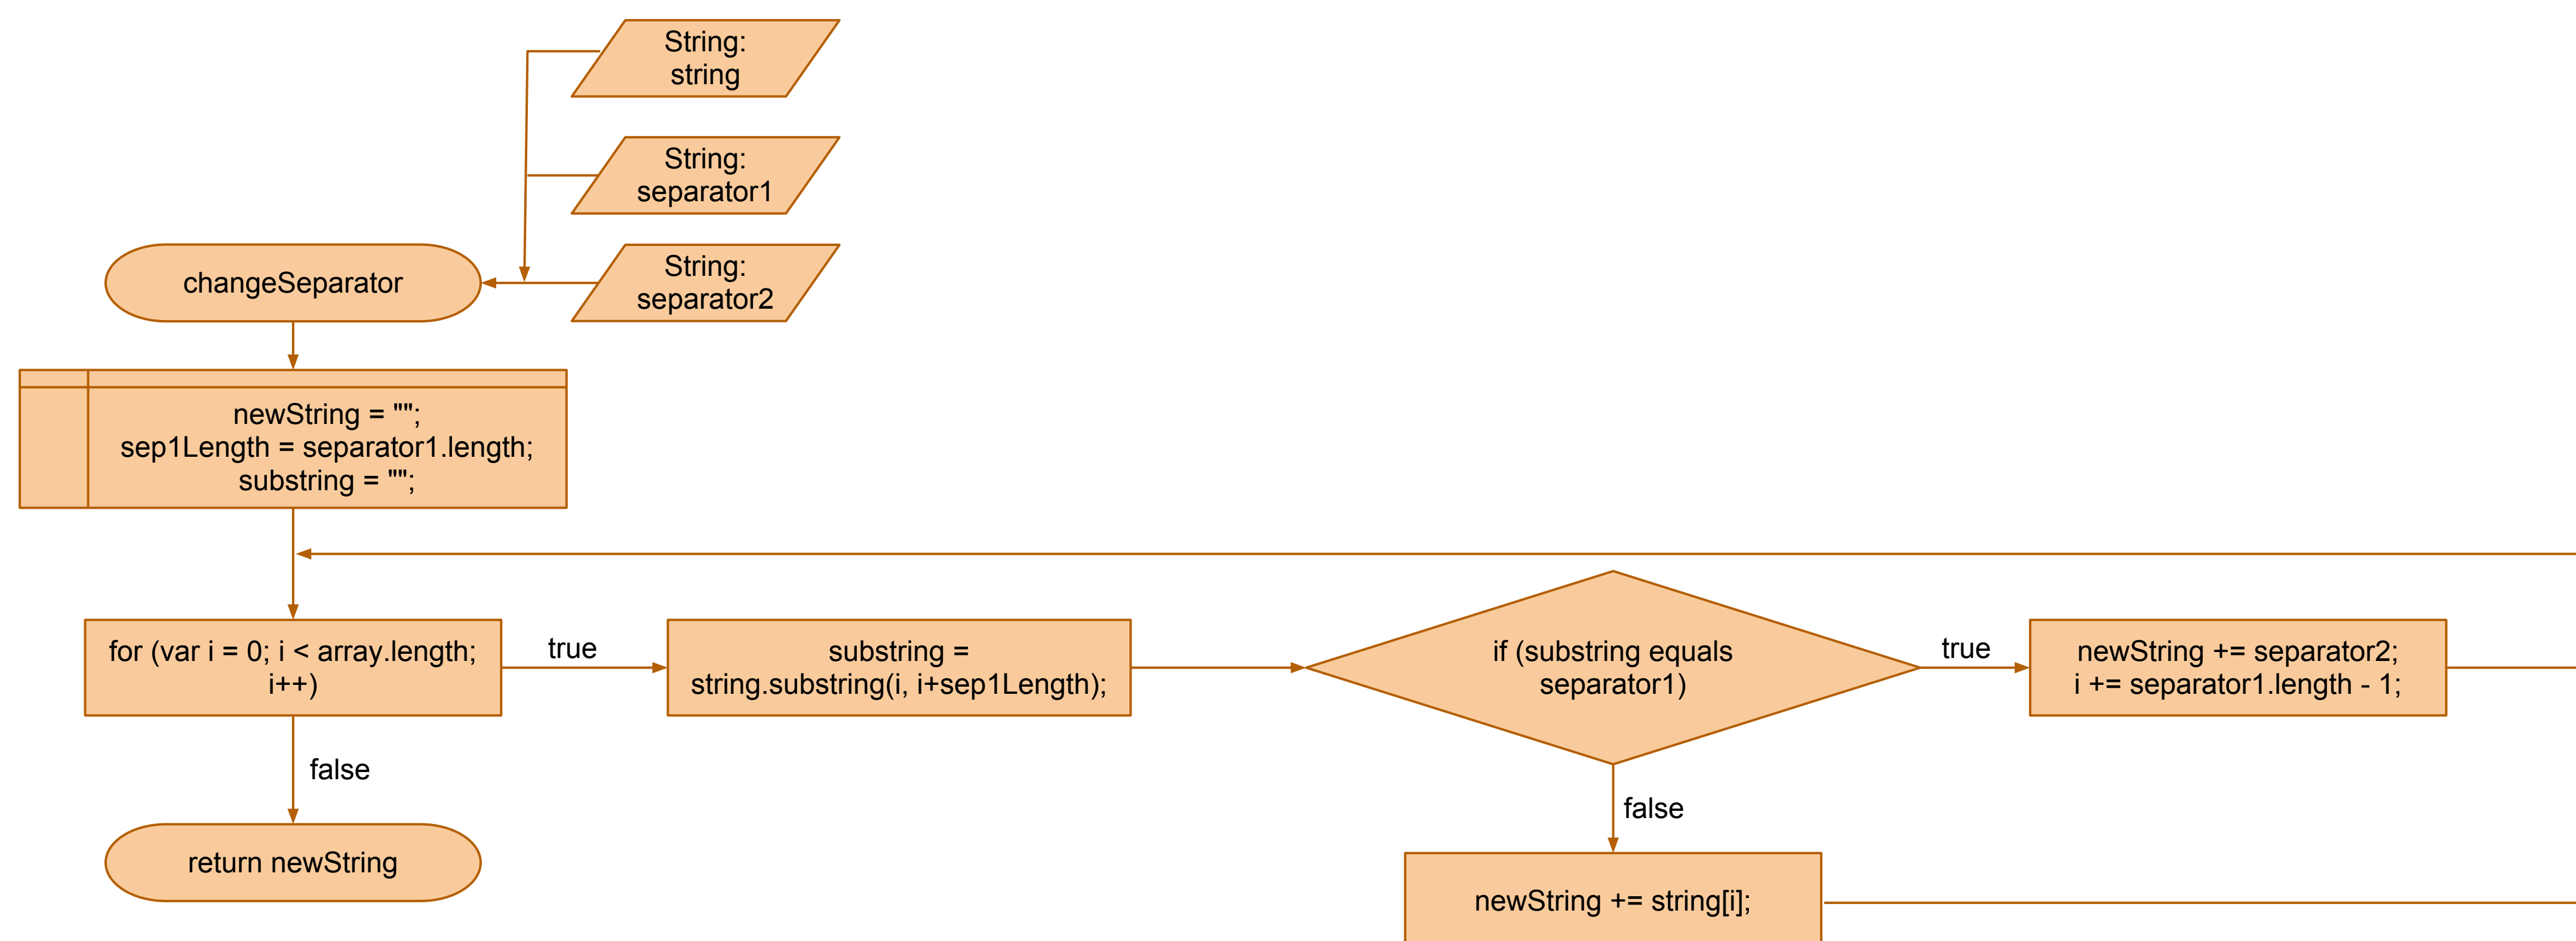 String:
string
String:
separator1
String:
separator2
changeSeparator
newString = "";
sep1Length = separator1.length;
substring = "";
for (var i = 0; i < array.length;
i++)
true
substring =
string.substring(i, i+sep1Length);
if (substring equals
separator1)
true
newString += separator2;
i += separator1.length - 1;
false
false
return newString
newString += string[i];